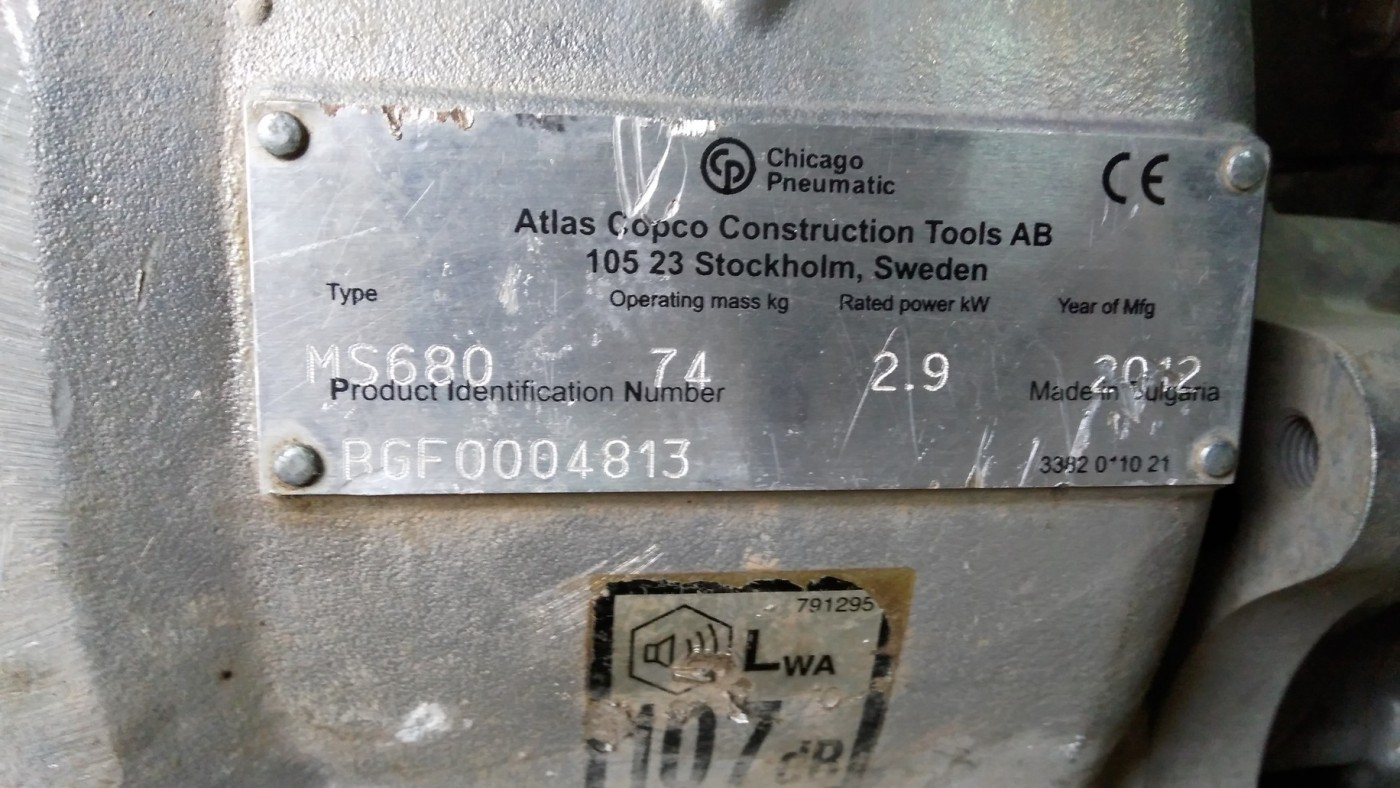 CP Chicago
Pneumatic
CE
Atlas Copco Construction Tools AB
105 23 Stockholm, Sweden
Type Operating mass kg Rated power kW Year of Mfg
MS680 74 2.9 2012
Product Identification Number Made in Bulgaria
BGF0004813
3382 0110 21
791295
LWA
107 dB